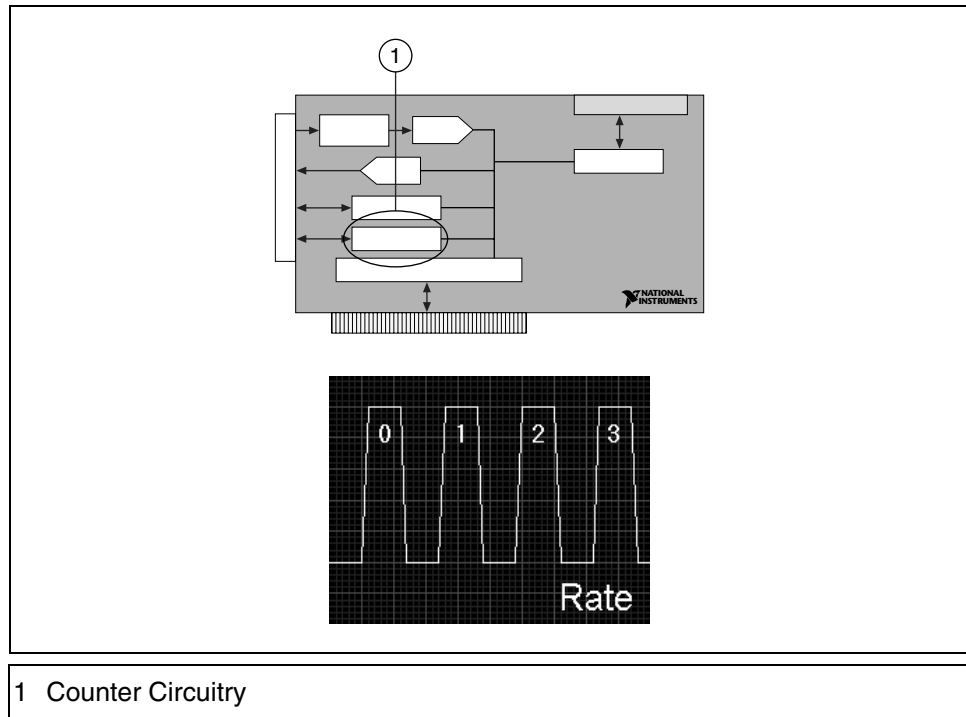 1
NATIONAL
INSTRUMENTS
0 1 2 3
Rate
1 Counter Circuitry